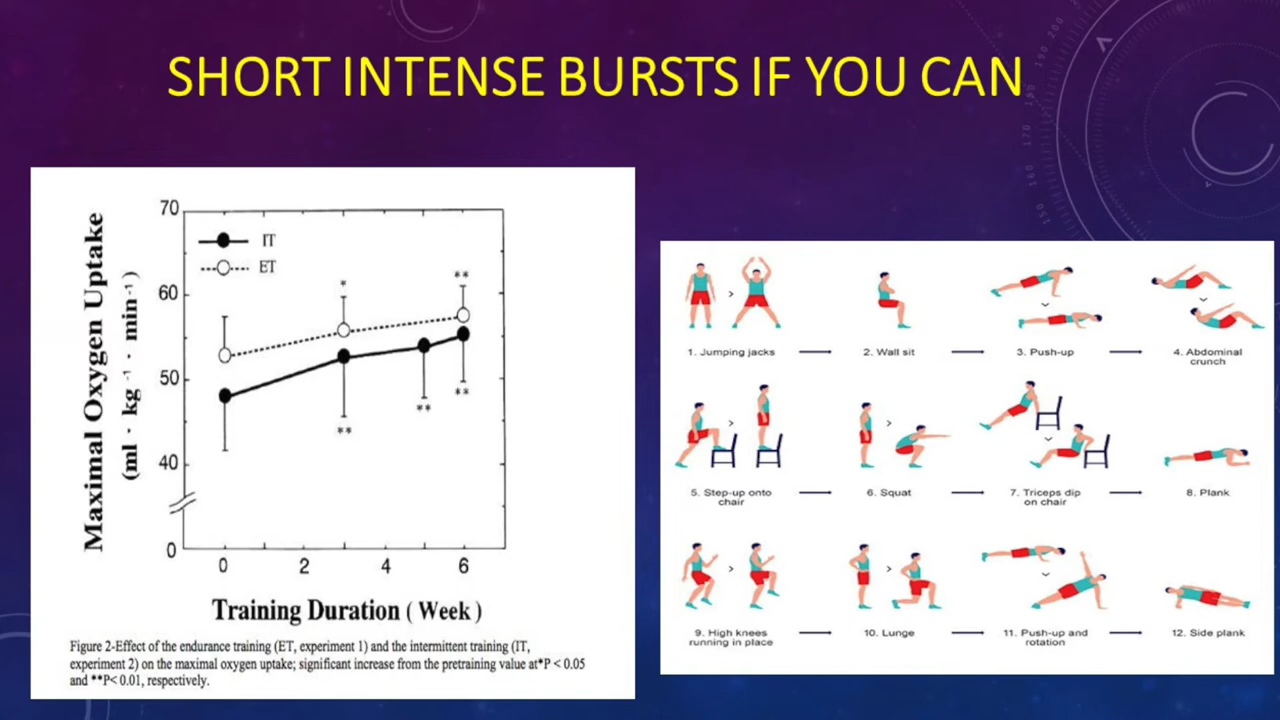 SHORT INTENSE BURSTS IF YOU CAN
Maximal Oxygen Uptake
(ml · kg⁻¹ · min⁻¹)
70
60
50
40
0
IT
ET
*
**
**
**
**
0 2 4 6
Training Duration ( Week )
Figure 2-Effect of the endurance training (ET, experiment 1) and the intermittent training (IT,
experiment 2) on the maximal oxygen uptake; significant increase from the pretraining value at*P < 0.05
and **P< 0.01, respectively.
1. Jumping jacks
2. Wall sit
3. Push-up
4. Abdominal
crunch
5. Step-up onto
chair
6. Squat
7. Triceps dip
on chair
8. Plank
9. High knees
running in place
10. Lunge
11. Push-up and
rotation
12. Side plank